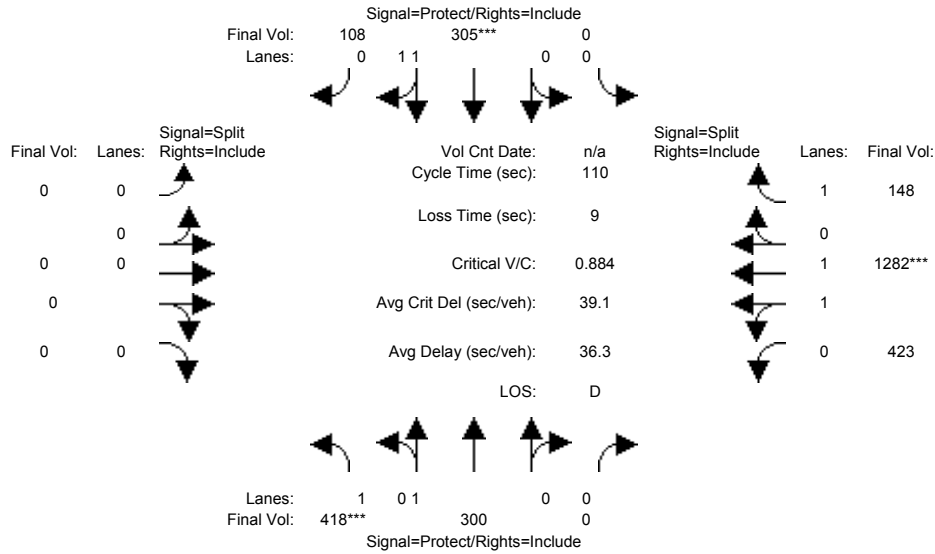 Signal=Protect/Rights=Include
Final Vol: 108 305*** 0
Lanes: 0 1 1 0 0
Signal=Split Signal=Split
Final Vol: Lanes: Rights=Include Vol Cnt Date: n/a Rights=Include Lanes: Final Vol:
0 0 Cycle Time (sec): 110 1 148
0 Loss Time (sec): 9 0
0 0 Critical V/C: 0.884 1 1282***
0 Avg Crit Del (sec/veh): 39.1 1
0 0 Avg Delay (sec/veh): 36.3 0 423
LOS: D
Lanes: 1 0 1 0 0
Final Vol: 418*** 300 0
Signal=Protect/Rights=Include